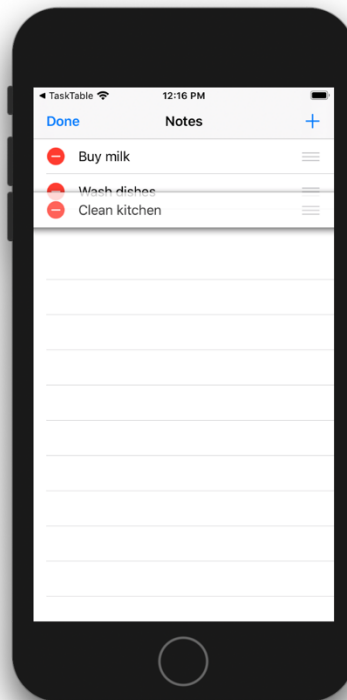 TaskTable 12:16 PM
Done Notes +
Buy milk
Wash dishes
Clean kitchen